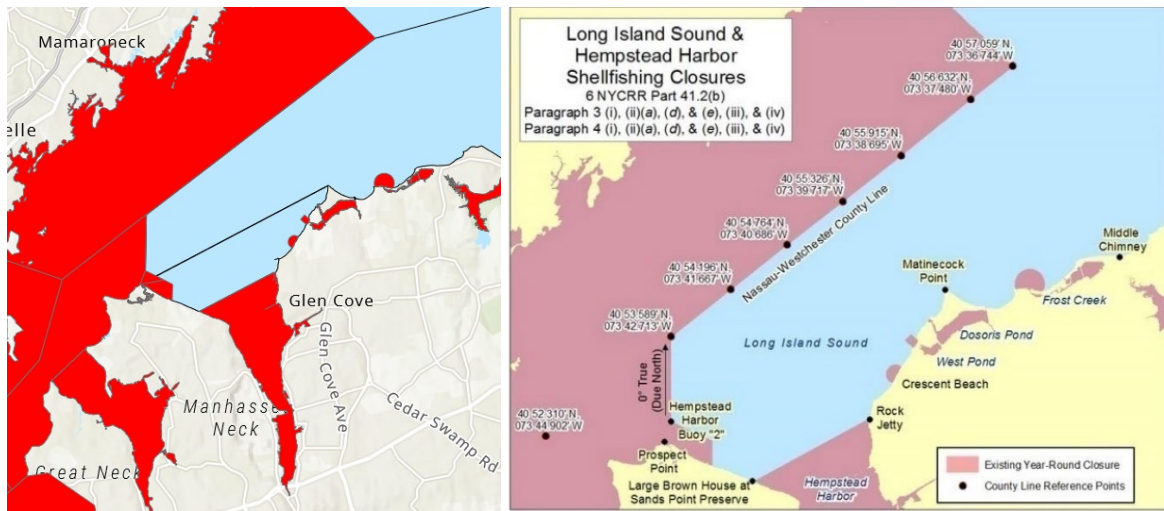 Mamaroneck
elle
Glen Cove
Glen Cove Ave
Manhasse
Neck
Cedar Swamp Rd
Great Neck
Long Island Sound &
Hempstead Harbor
Shellfishing Closures
6 NYCRR Part 41.2(b)
Paragraph 3 (i), (ii)(a), (d), & (e), (iii), & (iv)
Paragraph 4 (i), (ii)(a), (d), & (e), (iii), & (iv)
40 57.059' N,
073 36.744' W
40 56.632' N,
073 37.480' W
40 55.915' N,
073 38.695' W
40 55.326' N,
073 39.717' W
40 54.764' N,
073 40.686' W
40 54.196' N,
073 41.667' W
40 53.589' N,
073 42.713' W
40 52.310' N,
073 44.902' W
Nassau-Westchester County Line
Middle
Chimney
Matinecock
Point
Frost Creek
Dosoris Pond
Long Island Sound
West Pond
Crescent Beach
0° True
(Due North)
Hempstead
Harbor
Buoy "2"
Rock
Jetty
Prospect
Point
Large Brown House at
Sands Point Preserve
Hempstead
Harbor
Existing Year-Round Closure
County Line Reference Points